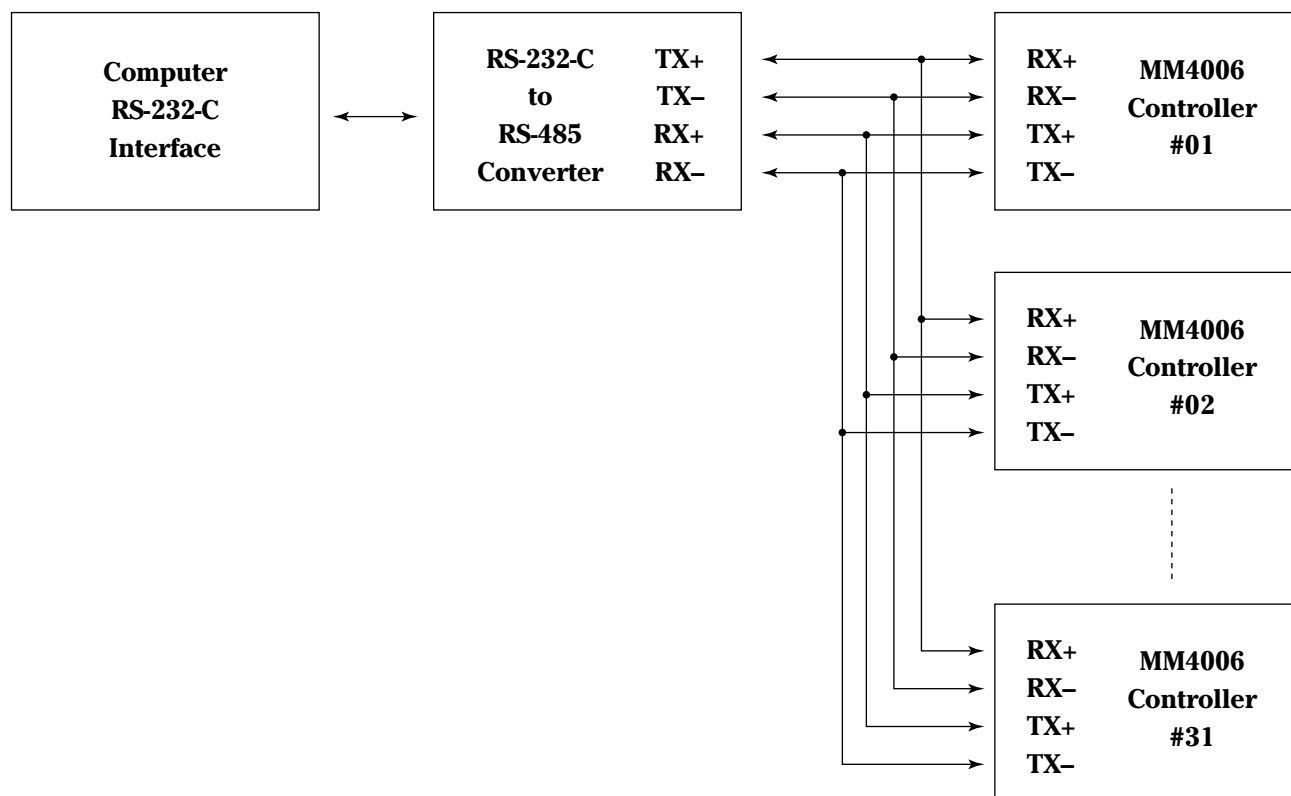 Computer
RS-232-C
Interface
RS-232-C
to
RS-485
Converter
TX+
TX–
RX+
RX–
RX+
RX–
TX+
TX–
MM4006
Controller
#01
RX+
RX–
TX+
TX–
MM4006
Controller
#02
RX+
RX–
TX+
TX–
MM4006
Controller
#31